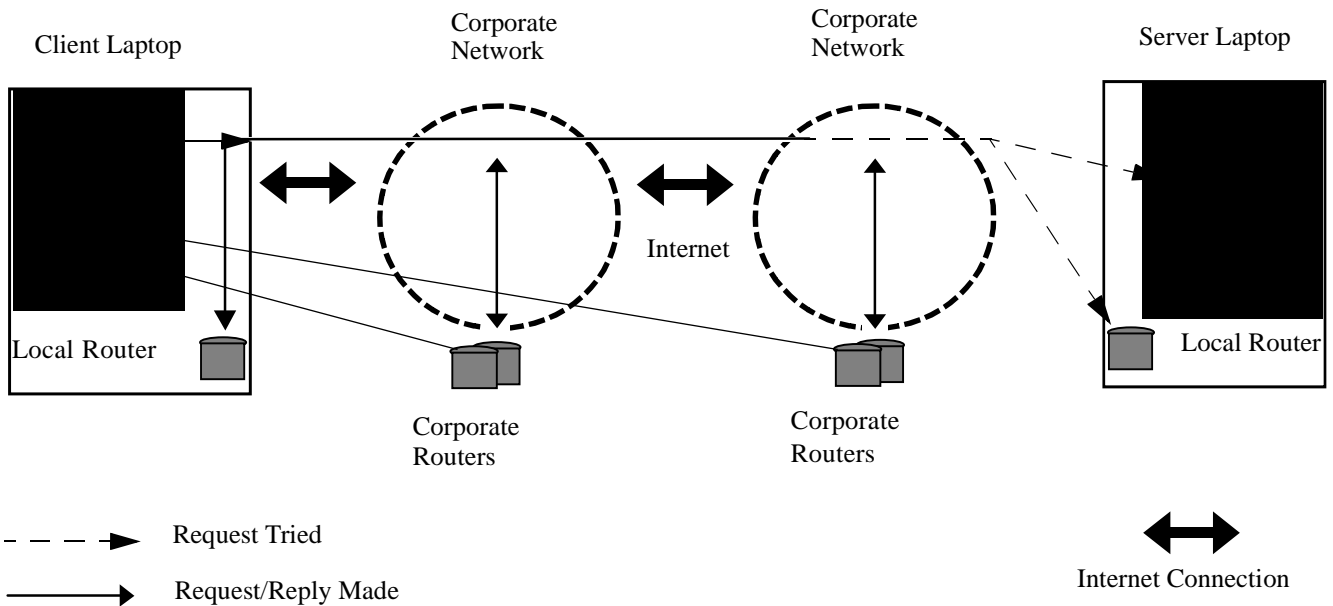 Client Laptop
Corporate
Network
Corporate
Network
Server Laptop
Internet
Local Router
Local Router
Corporate
Routers
Corporate
Routers
Request Tried
Request/Reply Made
Internet Connection